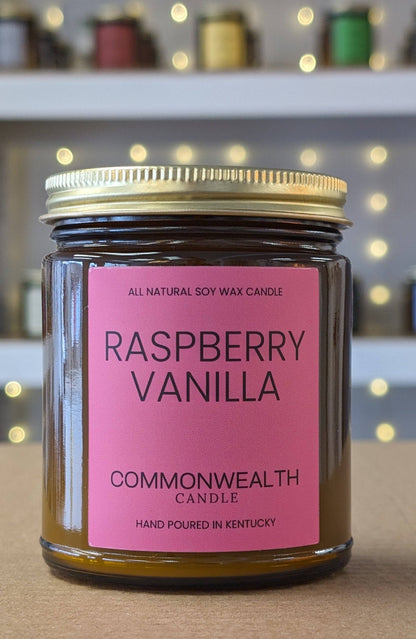 ALL NATURAL SOY WAX CANDLE
RASPBERRY
VANILLA
COMMONWEALTH
CANDLE
HAND POURED IN KENTUCKY